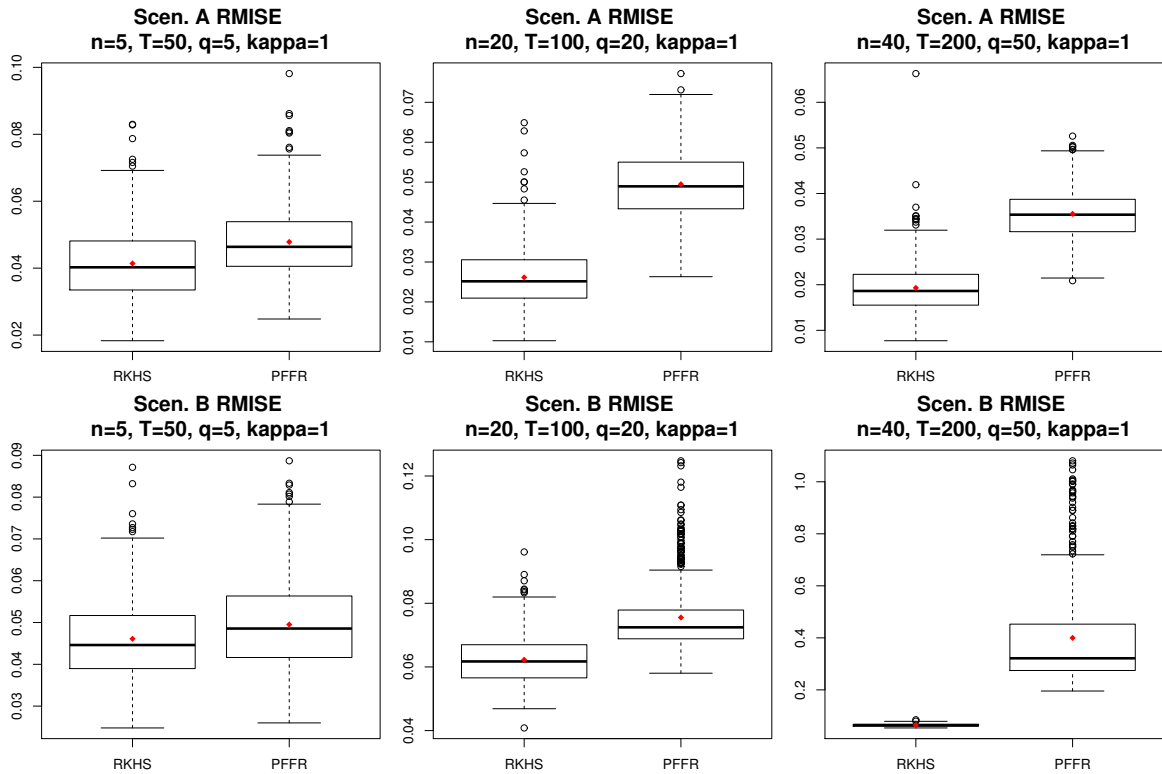 Scen. A RMISE
n=5, T=50, q=5, kappa=1
0.10
0.08
0.06
0.04
0.02
RKHS
PFFR
Scen. A RMISE
n=20, T=100, q=20, kappa=1
0.07
0.06
0.05
0.04
0.03
0.02
0.01
RKHS
PFFR
Scen. A RMISE
n=40, T=200, q=50, kappa=1
0.06
0.05
0.04
0.03
0.02
0.01
RKHS
PFFR
Scen. B RMISE
n=5, T=50, q=5, kappa=1
0.09
0.08
0.07
0.06
0.05
0.04
0.03
RKHS
PFFR
Scen. B RMISE
n=20, T=100, q=20, kappa=1
0.12
0.10
0.08
0.06
0.04
RKHS
PFFR
Scen. B RMISE
n=40, T=200, q=50, kappa=1
1.0
0.8
0.6
0.4
0.2
RKHS
PFFR